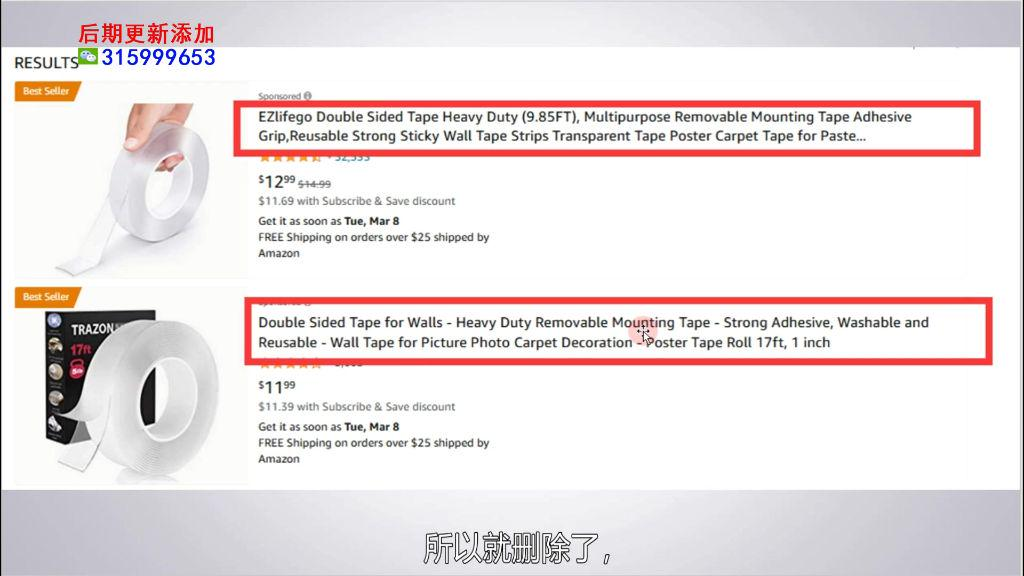 后期更新添加
315999653
RESULTS
Best Seller
Sponsored
EZlifego Double Sided Tape Heavy Duty (9.85FT), Multipurpose Removable Mounting Tape Adhesive
Grip,Reusable Strong Sticky Wall Tape Strips Transparent Tape Poster Carpet Tape for Paste...
$12.99 $14.99
$11.69 with Subscribe & Save discount
Get it as soon as Tue, Mar 8
FREE Shipping on orders over $25 shipped by
Amazon
Best Seller
TRAZON
17ft
Double Sided Tape for Walls - Heavy Duty Removable Mounting Tape - Strong Adhesive, Washable and
Reusable - Wall Tape for Picture Photo Carpet Decoration - Poster Tape Roll 17ft, 1 inch
$11.99
$11.39 with Subscribe & Save discount
Get it as soon as Tue, Mar 8
FREE Shipping on orders over $25 shipped by
Amazon
所以就删除了,